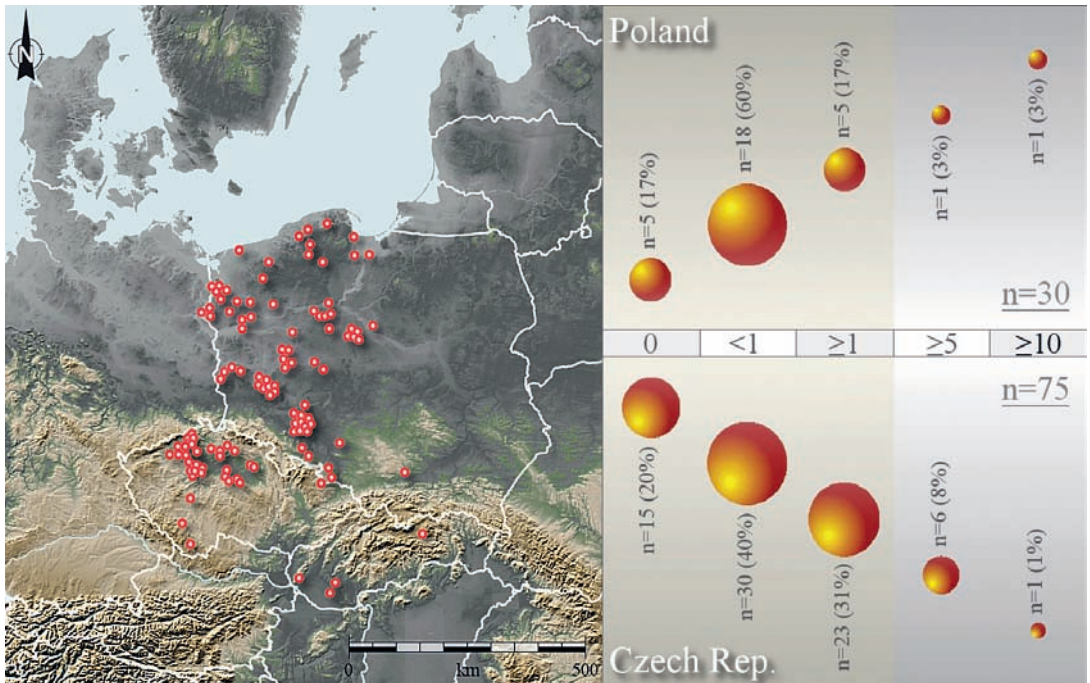 N
0
km
500
Poland
n=5 (17%)
n=18 (60%)
n=5 (17%)
n=1 (3%)
n=1 (3%)
n=30
0
<1
≥1
≥5
≥10
n=75
n=15 (20%)
n=30 (40%)
n=23 (31%)
n=6 (8%)
n=1 (1%)
Czech Rep.